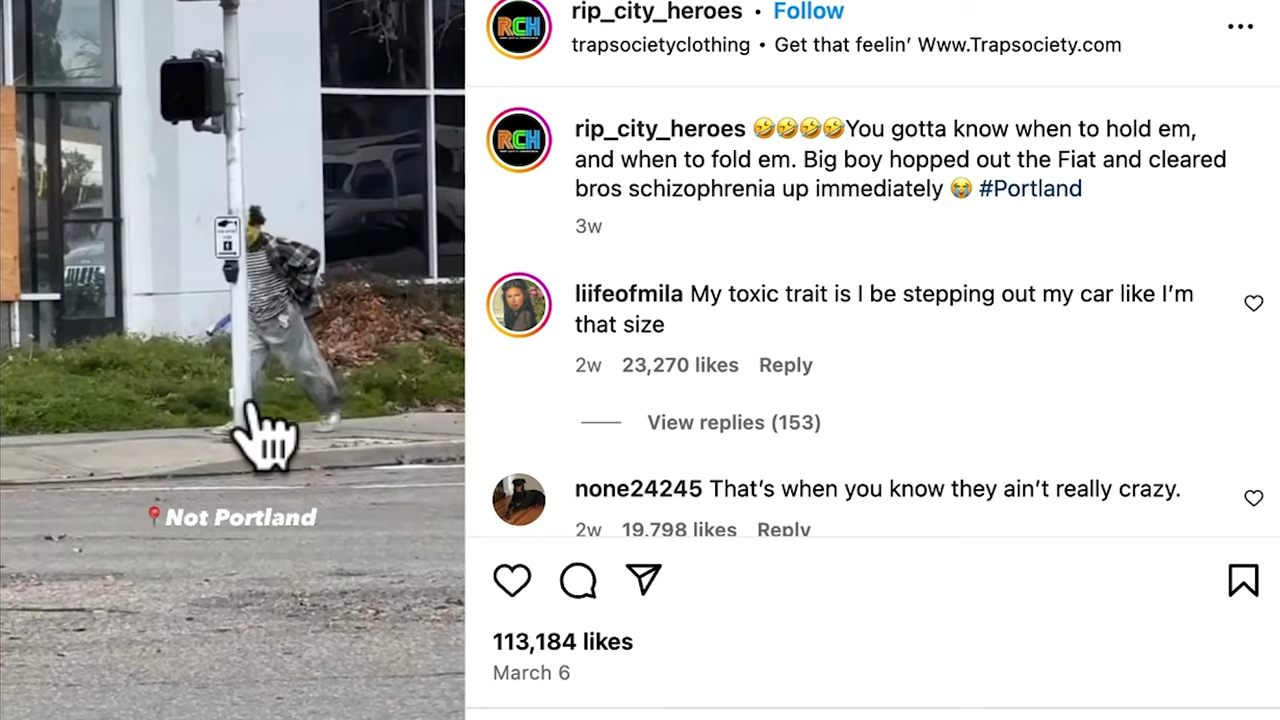 rip_city_heroes • Follow
trapsocietyclothing • Get that feelin' Www.Trapsociety.com
RCH
RCH
rip_city_heroes 🤣🤣🤣🤣You gotta know when to hold em,
and when to fold em. Big boy hopped out the Fiat and cleared
bros schizophrenia up immediately 😭 #Portland
3w
liifeofmila My toxic trait is I be stepping out my car like I'm
that size
2w 23,270 likes Reply
View replies (153)
none24245 That's when you know they ain't really crazy.
2w 19,798 likes Reply
📍Not Portland
113,184 likes
March 6